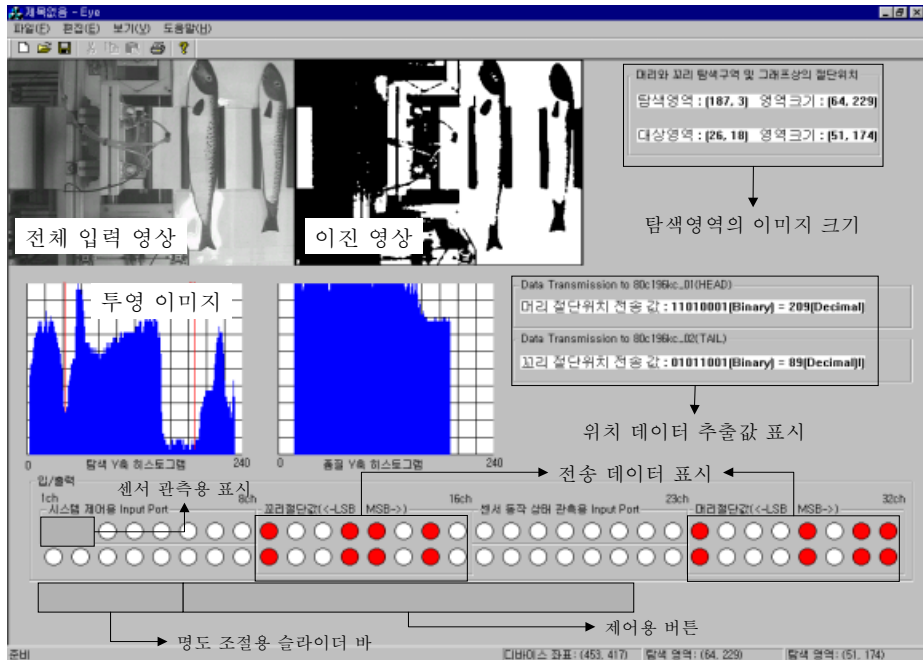 제목없음 - Eye
파일(F) 편집(E) 보기(V) 도움말(H)
머리와 꼬리 탐색구역 및 그래프상의 절단위치
탐색영역 : (187, 3) 영역크기 : (64, 229)
대상영역 : (26, 18) 영역크기 : (51, 174)
탐색영역의 이미지 크기
전체 입력 영상
이진 영상
투영 이미지
Data Transmission to 80c196kc_01(HEAD)
머리 절단위치 전송 값 : 11010001(Binary) = 209(Decimal)
Data Transmission to 80c196kc_02(TAIL)
꼬리 절단위치 전송 값 : 01011001(Binary) = 89(Decimal)l)
위치 데이터 추출값 표시
0 탐색 Y축 히스토그램 240
0 품질 Y축 히스토그램 240
전송 데이터 표시
입/출력
센서 관측용 표시
1ch 8ch 16ch 23ch 32ch
시스템 제어용 Input Port
꼬리절단값(<-LSB MSB->)
센서 동작 상태 관측용 Input Port
머리절단값(<-LSB MSB->)
명도 조절용 슬라이더 바
제어용 버튼
준비
디바이스 좌표: (453, 417)
탐색 영역: (64, 229)
탐색 영역: (51, 174)